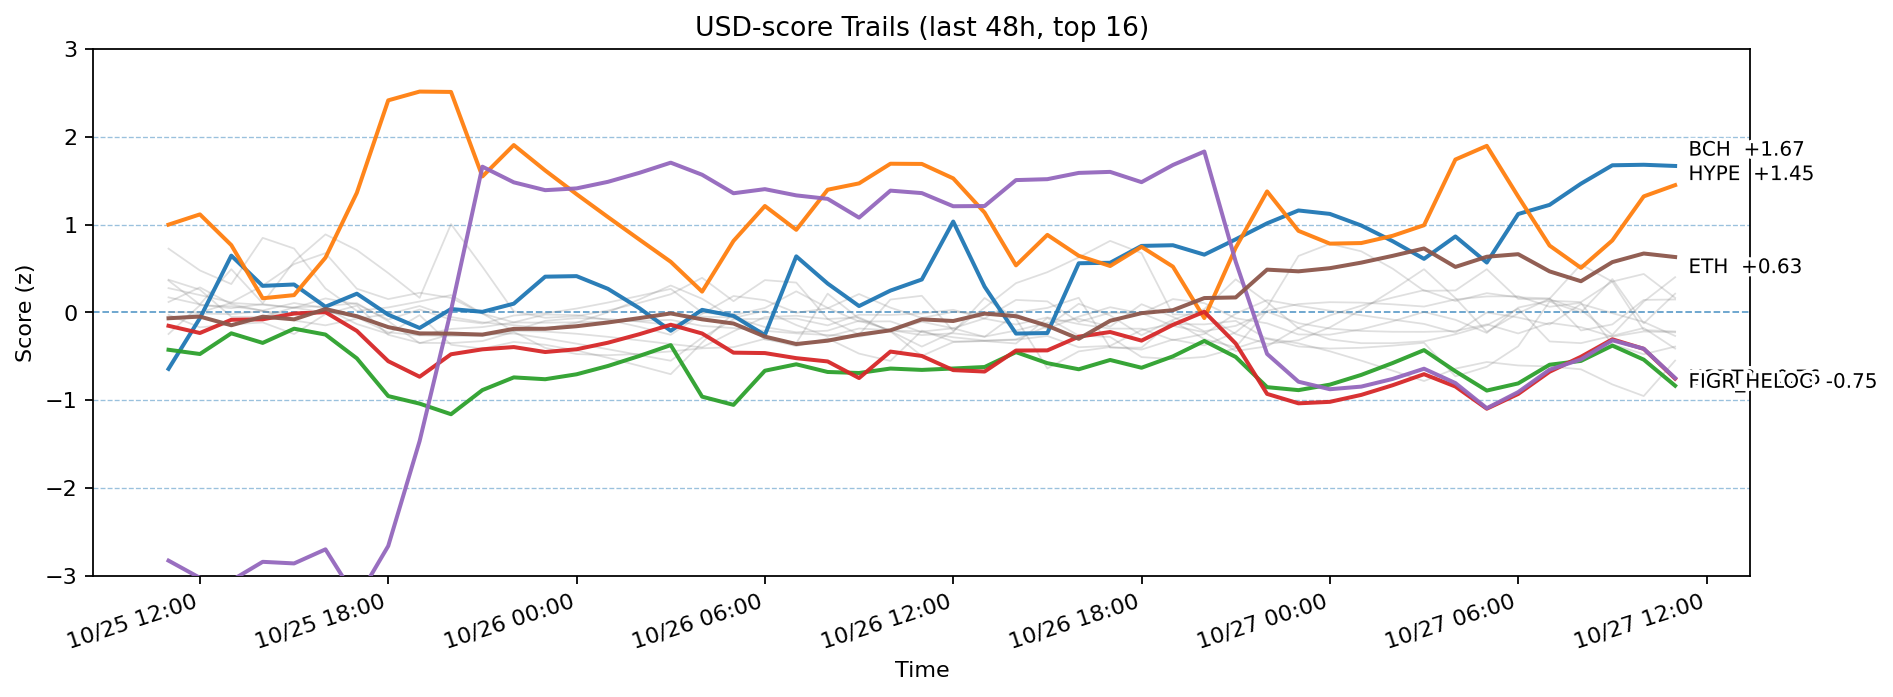 USD-score Trails (last 48h, top 16)
3
2
1
0
−1
−2
−3
Score (z)
BCH +1.67
HYPE +1.45
ETH +0.63
FIGR_HELOC -0.75
10/25 12:00
10/25 18:00
10/26 00:00
10/26 06:00
10/26 12:00
10/26 18:00
10/27 00:00
10/27 06:00
10/27 12:00
Time